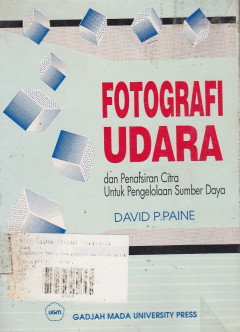 FOTOGRAFI
UDARA
dan Penafsiran Citra
Untuk Pengelolaan Sumber Daya
DAVID P.PAINE
UGM
GADJAH MADA UNIVERSITY PRESS